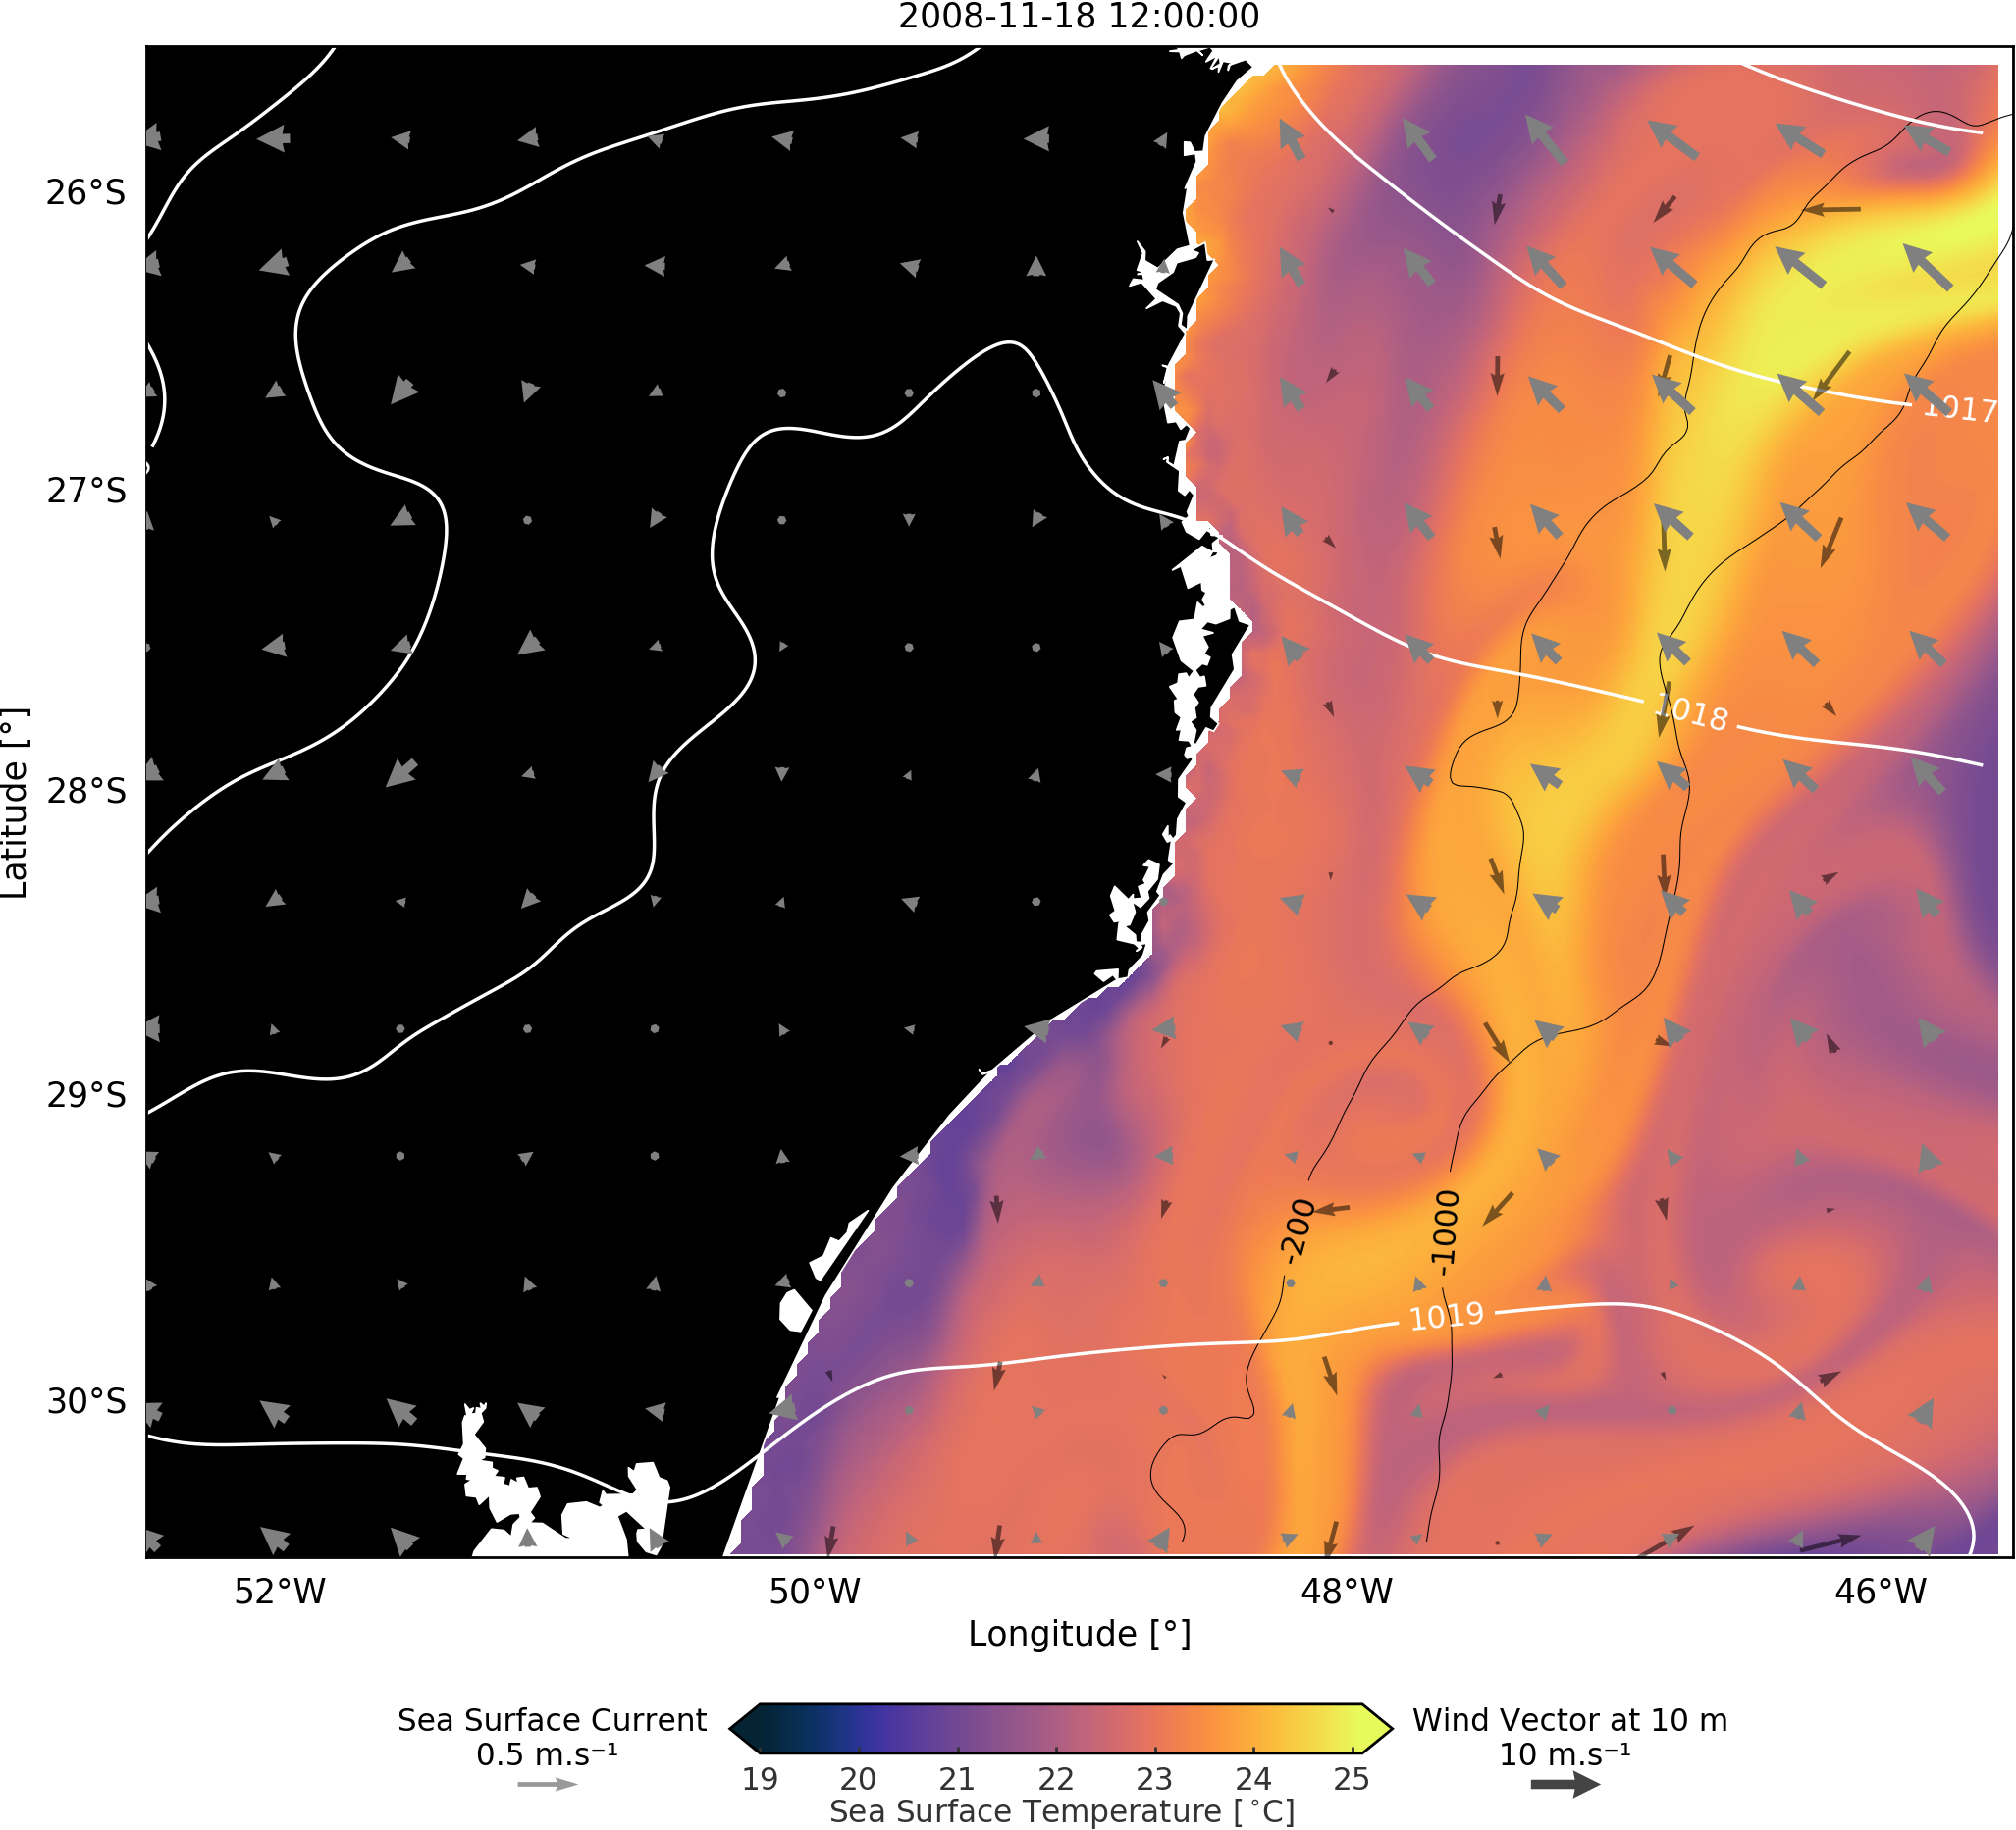 2008-11-18 12:00:00
26°S
27°S
28°S
29°S
30°S
Latitude [°]
1017
1018
1019
-200
-1000
52°W
50°W
48°W
46°W
Longitude [°]
Sea Surface Current
0.5 m.s⁻¹
19
20
21
22
23
24
25
Sea Surface Temperature [°C]
Wind Vector at 10 m
10 m.s⁻¹